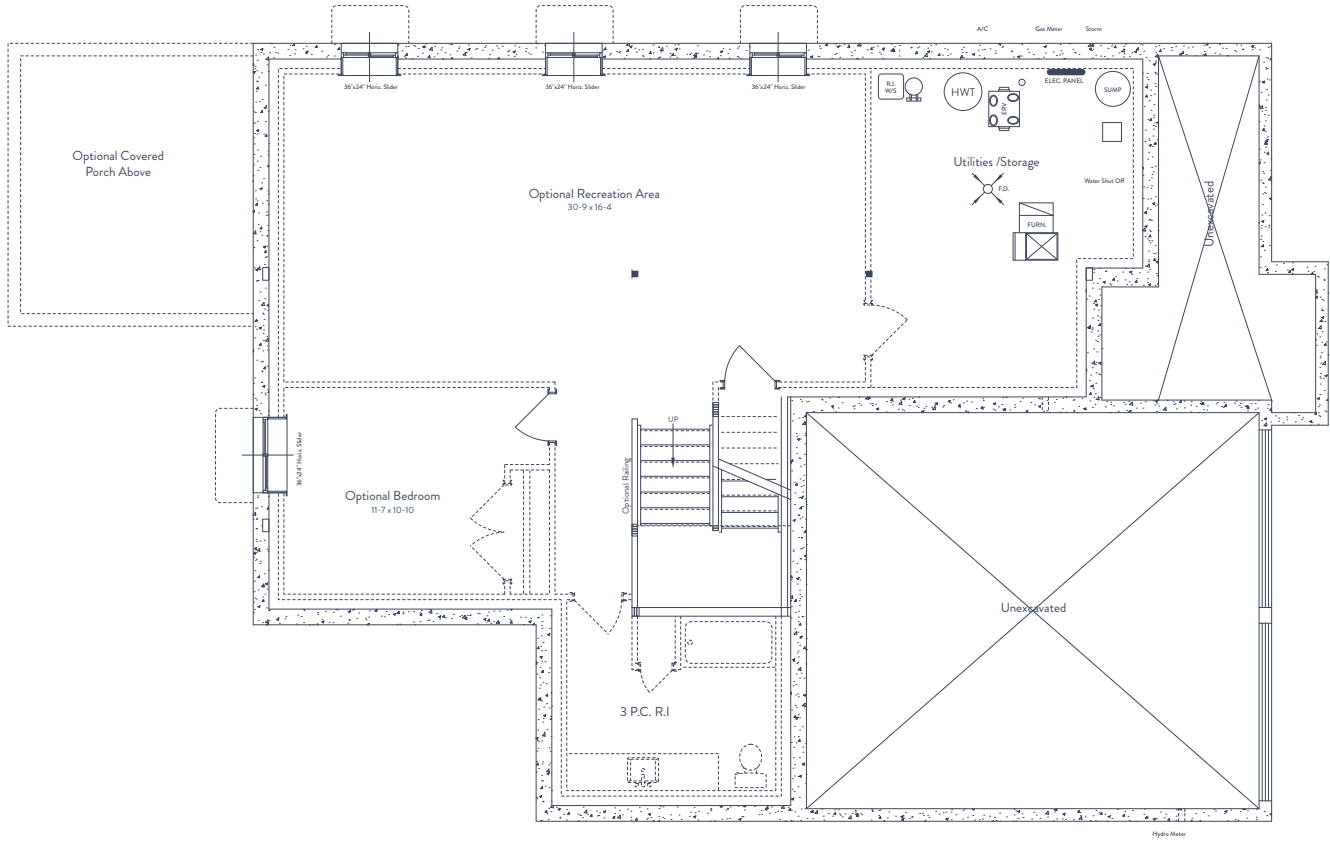 A/C
Gas Meter
Storm
36"x24" Horiz. Slider
36"x24" Horiz. Slider
36"x24" Horiz. Slider
R.I.
W/S
HWT
ERV
ELEC. PANEL
SUMP
Optional Covered
Porch Above
Utilities /Storage
Water Shut Off
F.D.
Optional Recreation Area
30-9 x 16-4
Unexcavated
FURN.
UP
36"x24" Horiz. Slider
Optional Railing
Optional Bedroom
11-7 x 10-10
Unexcavated
3 P.C. R.I
Hydro Meter